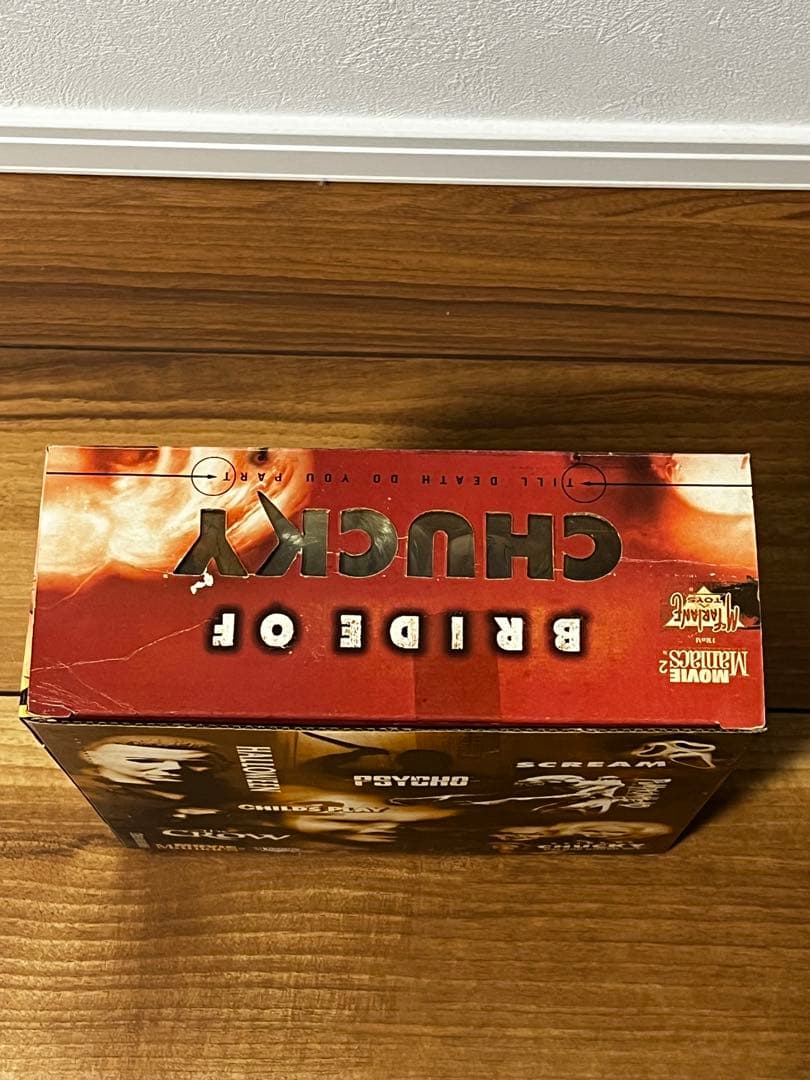 MOVIE
Maniacs 2
McFARLANE
TOYS
BRIDE OF
CHUCKY
TILL DEATH DO YOU PART
HALLOWEEN
PSYCHO
SCREAM
CHILD'S PLAY
CROW
CHUCKY